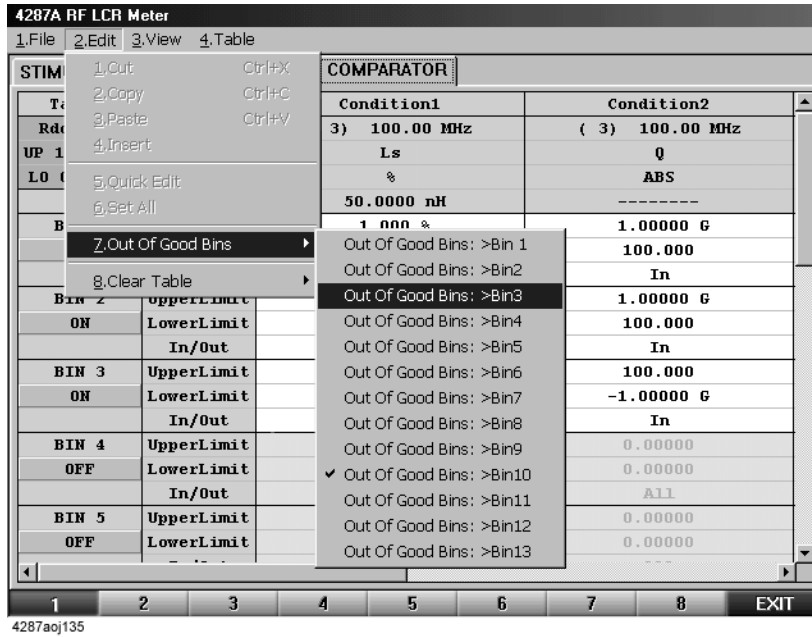 4287A RF LCR Meter
1.File 2.Edit 3.View 4.Table
STIM COMPARATOR
1.Cut Ctrl+X
2.Copy Ctrl+C
3.Paste Ctrl+V
4.Insert
5.Quick Edit
6.Set All
7.Out Of Good Bins
8.Clear Table
Condition1 Condition2
3) 100.00 MHz ( 3) 100.00 MHz
UP 1 Ls Q
LO % ABS
50.0000 nH --------
B 1.000 % 1.00000 G
100.000
In
Out Of Good Bins: >Bin 1
Out Of Good Bins: >Bin2
Out Of Good Bins: >Bin3
Out Of Good Bins: >Bin4
Out Of Good Bins: >Bin5
Out Of Good Bins: >Bin6
Out Of Good Bins: >Bin7
Out Of Good Bins: >Bin8
Out Of Good Bins: >Bin9
Out Of Good Bins: >Bin10
Out Of Good Bins: >Bin11
Out Of Good Bins: >Bin12
Out Of Good Bins: >Bin13
BIN 2 UpperLimit 1.00000 G
ON LowerLimit 100.000
In/Out In
BIN 3 UpperLimit 100.000
ON LowerLimit -1.00000 G
In/Out In
BIN 4 UpperLimit 0.00000
OFF LowerLimit 0.00000
In/Out All
BIN 5 UpperLimit 0.00000
OFF LowerLimit 0.00000
1 2 3 4 5 6 7 8 EXIT
4287aoj135